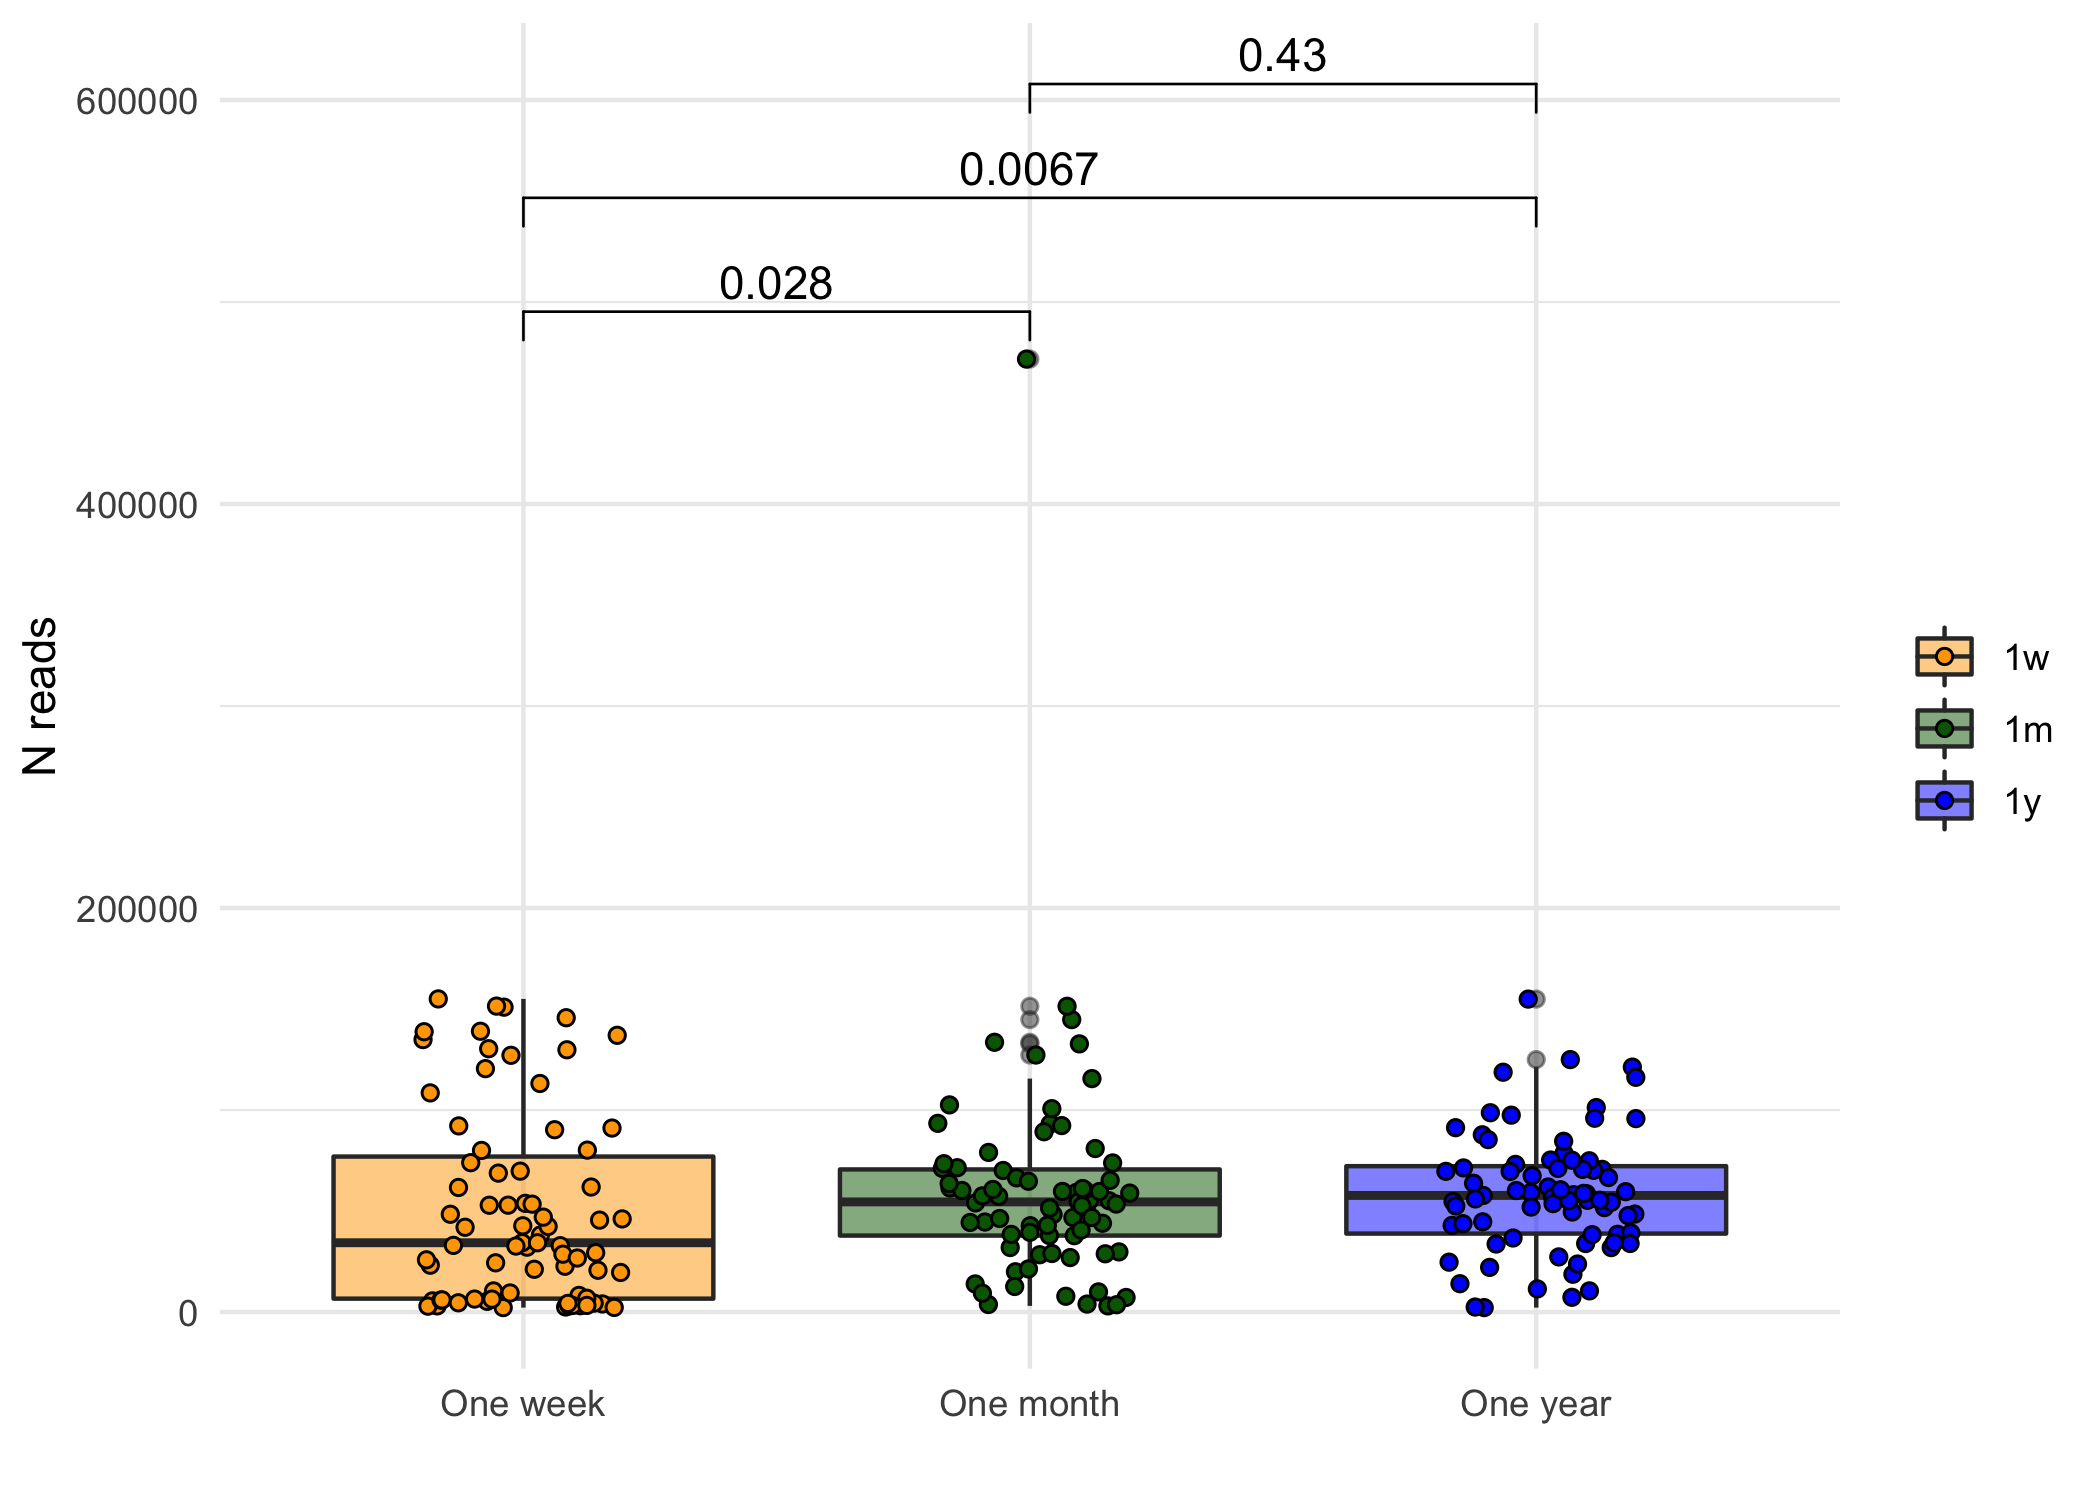 0.43
600000
0.0067
0.028
400000
N reads
1w
1m
1y
200000
0
One week
One month
One year